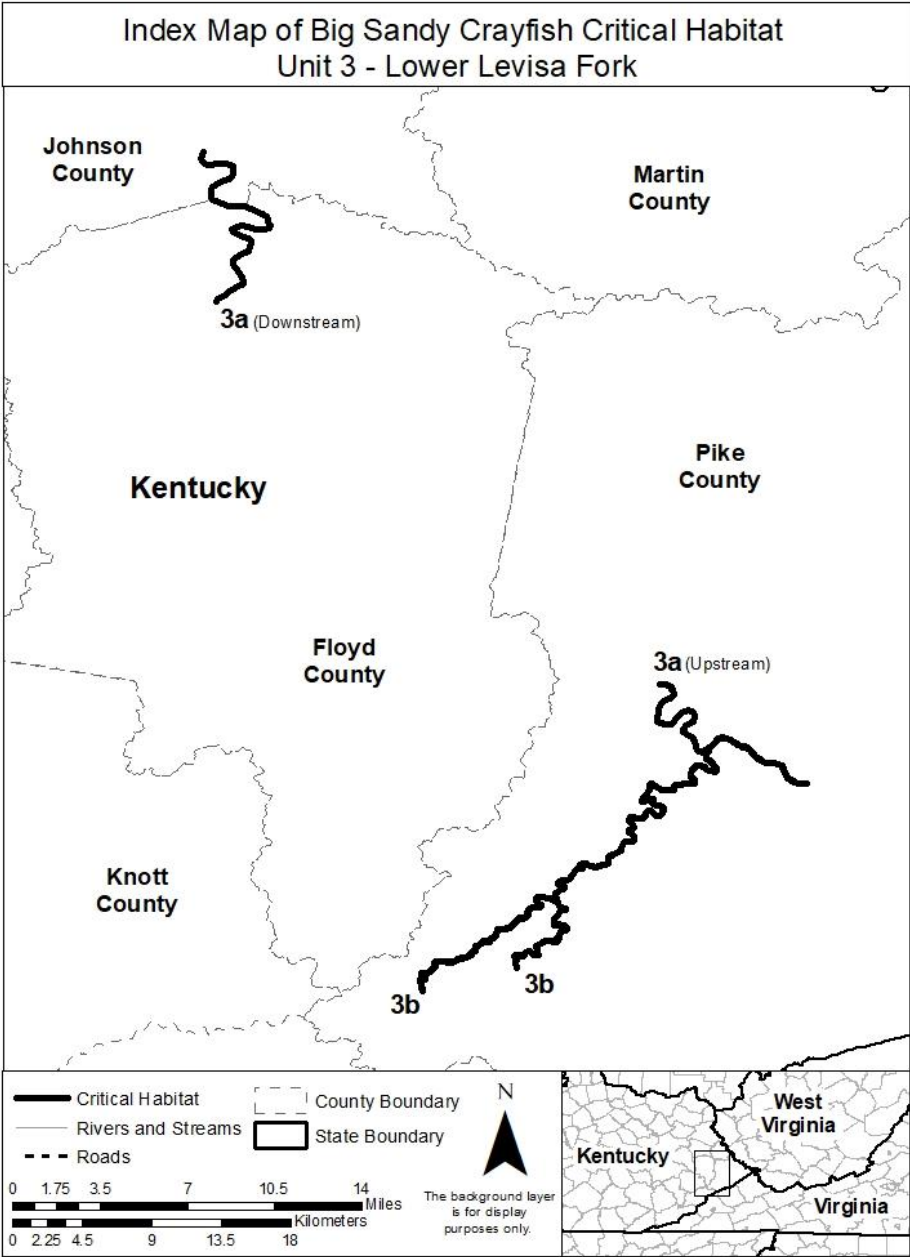 Index Map of Big Sandy Crayfish Critical Habitat
Unit 3 - Lower Levisa Fork
Johnson
County
Martin
County
3a (Downstream)
Pike
County
Kentucky
Floyd
County
3a (Upstream)
Knott
County
3b
3b
Critical Habitat
Rivers and Streams
Roads
County Boundary
State Boundary
0 1.75 3.5 7 10.5 14
Miles
Kilometers
0 2.25 4.5 9 13.5 18
N
The background layer
is for display
purposes only.
West
Virginia
Kentucky
Virginia